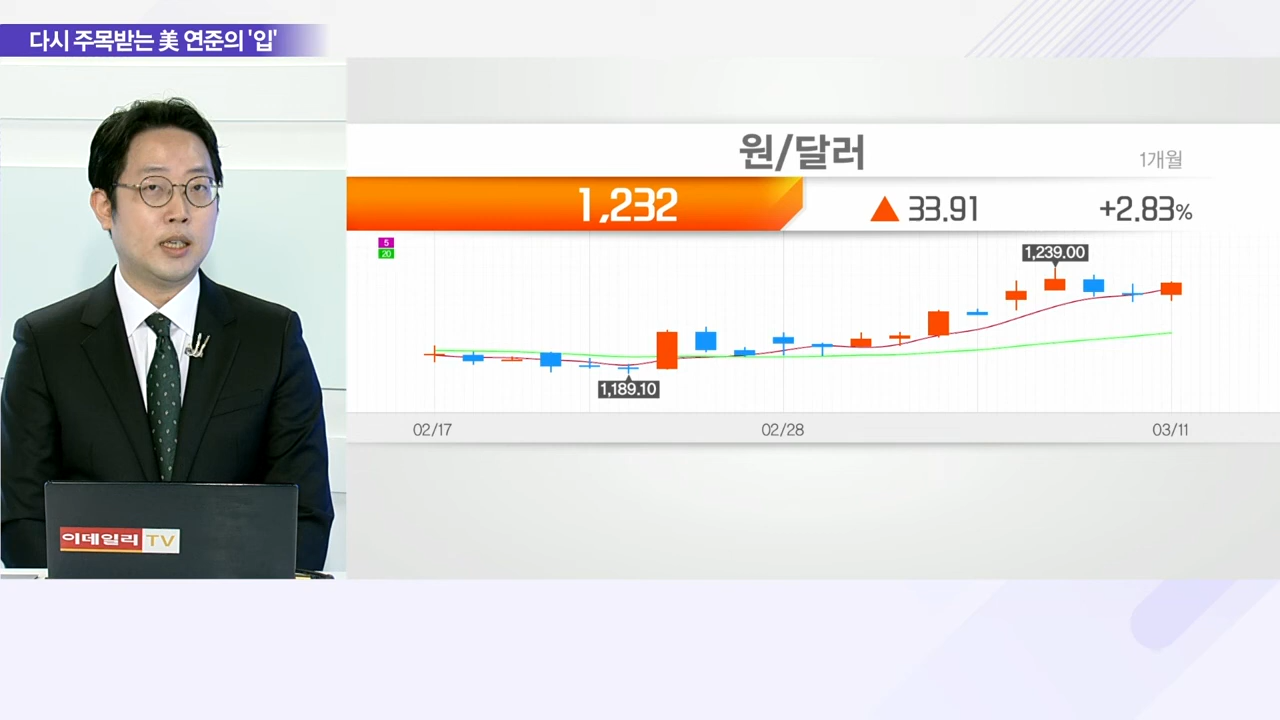 다시 주목받는 美 연준의 '입'
원/달러
1개월
1,232 ▲ 33.91 +2.83%
5
20
1,239.00
1,189.10
02/17 02/28 03/11
이데일리 TV